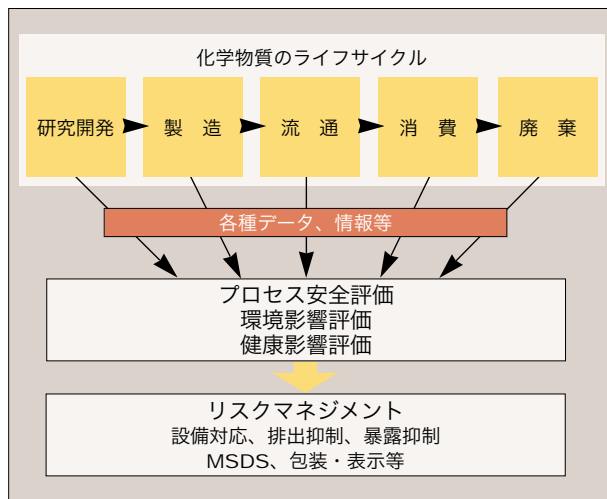 化学物質のライフサイクル
研究開発 製 造 流 通 消 費 廃 棄
各種データ、情報等
プロセス安全評価
環境影響評価
健康影響評価
リスクマネジメント
設備対応、排出抑制、暴露抑制
MSDS、包装・表示等